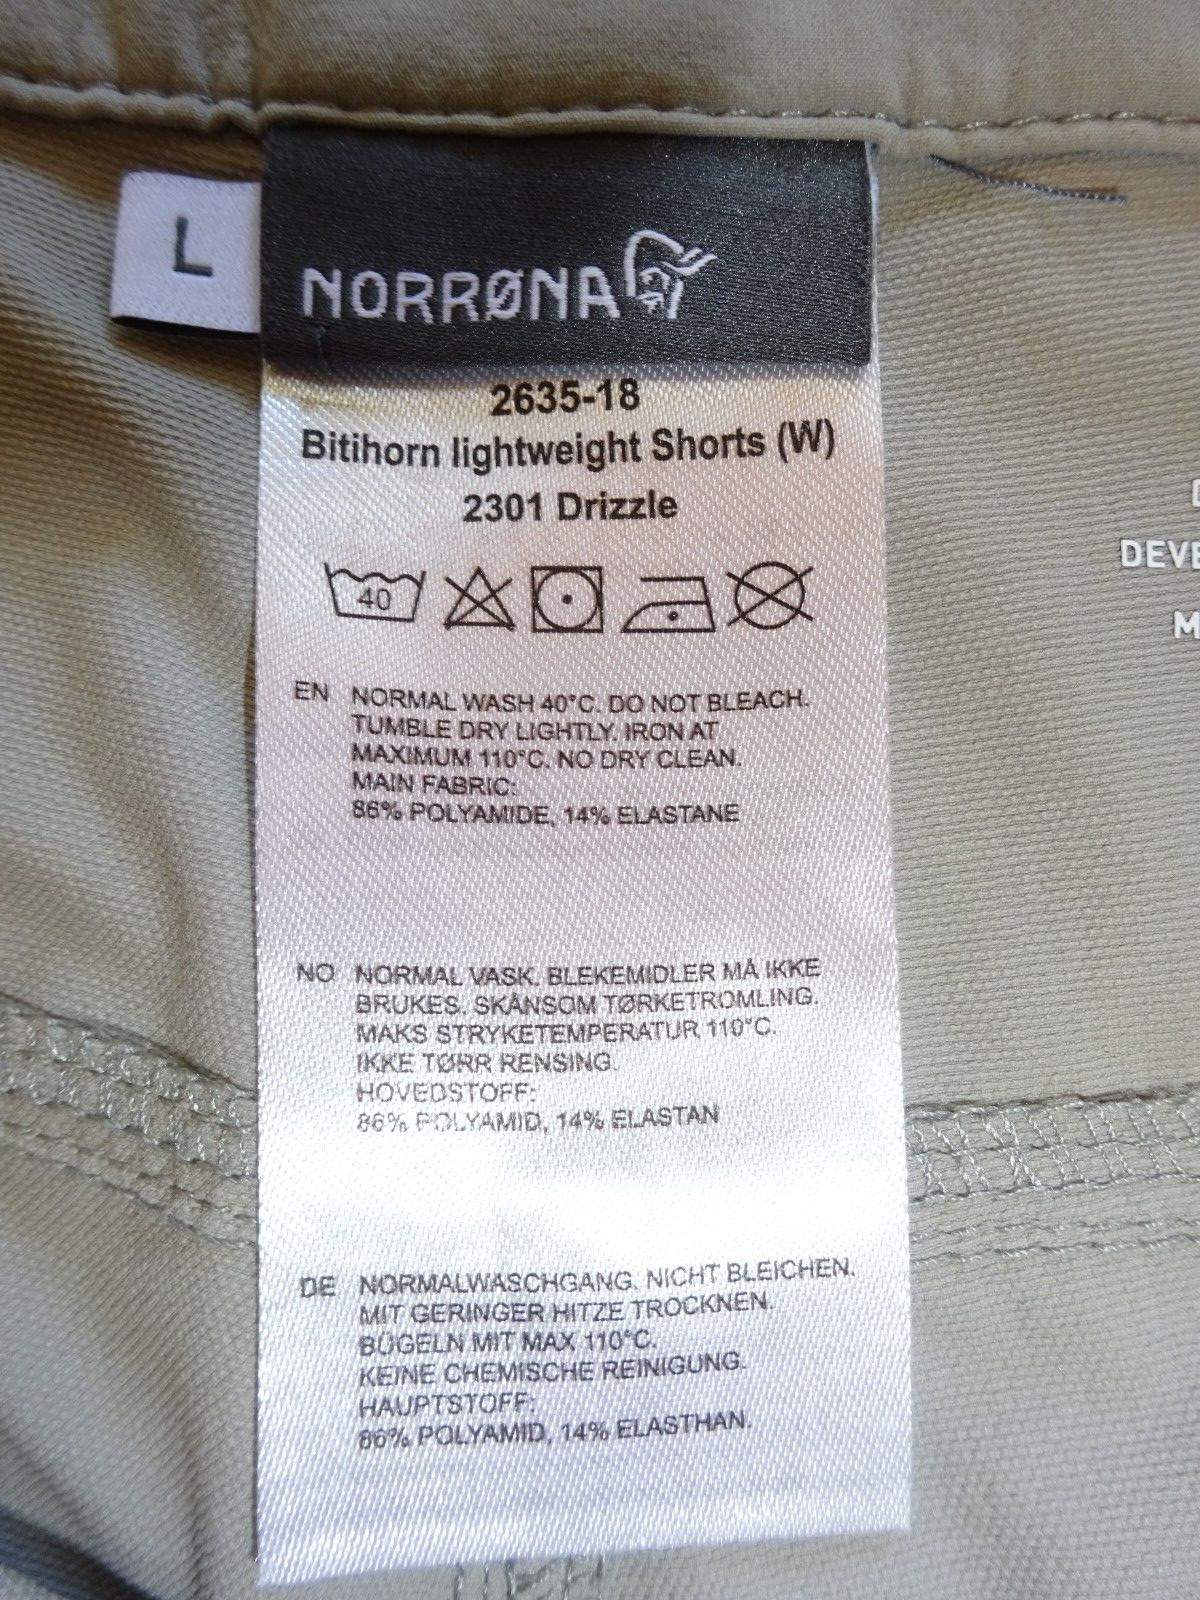 L
NORRØNA
2635-18
Bitihorn lightweight Shorts (W)
2301 Drizzle
40
EN NORMAL WASH 40°C. DO NOT BLEACH.
TUMBLE DRY LIGHTLY. IRON AT
MAXIMUM 110°C. NO DRY CLEAN.
MAIN FABRIC:
86% POLYAMIDE, 14% ELASTANE
NO NORMAL VASK. BLEKEMIDLER MÅ IKKE
BRUKES. SKÅNSOM TØRKETROMLING.
MAKS STRYKETEMPERATUR 110°C.
IKKE TØRR RENSING.
HOVEDSTOFF:
86% POLYAMID, 14% ELASTAN
DE NORMALWASCHGANG. NICHT BLEICHEN.
MIT GERINGER HITZE TROCKNEN.
BÜGELN MIT MAX 110°C.
KEINE CHEMISCHE REINIGUNG.
HAUPTSTOFF:
86% POLYAMID, 14% ELASTHAN.
DEVE
M